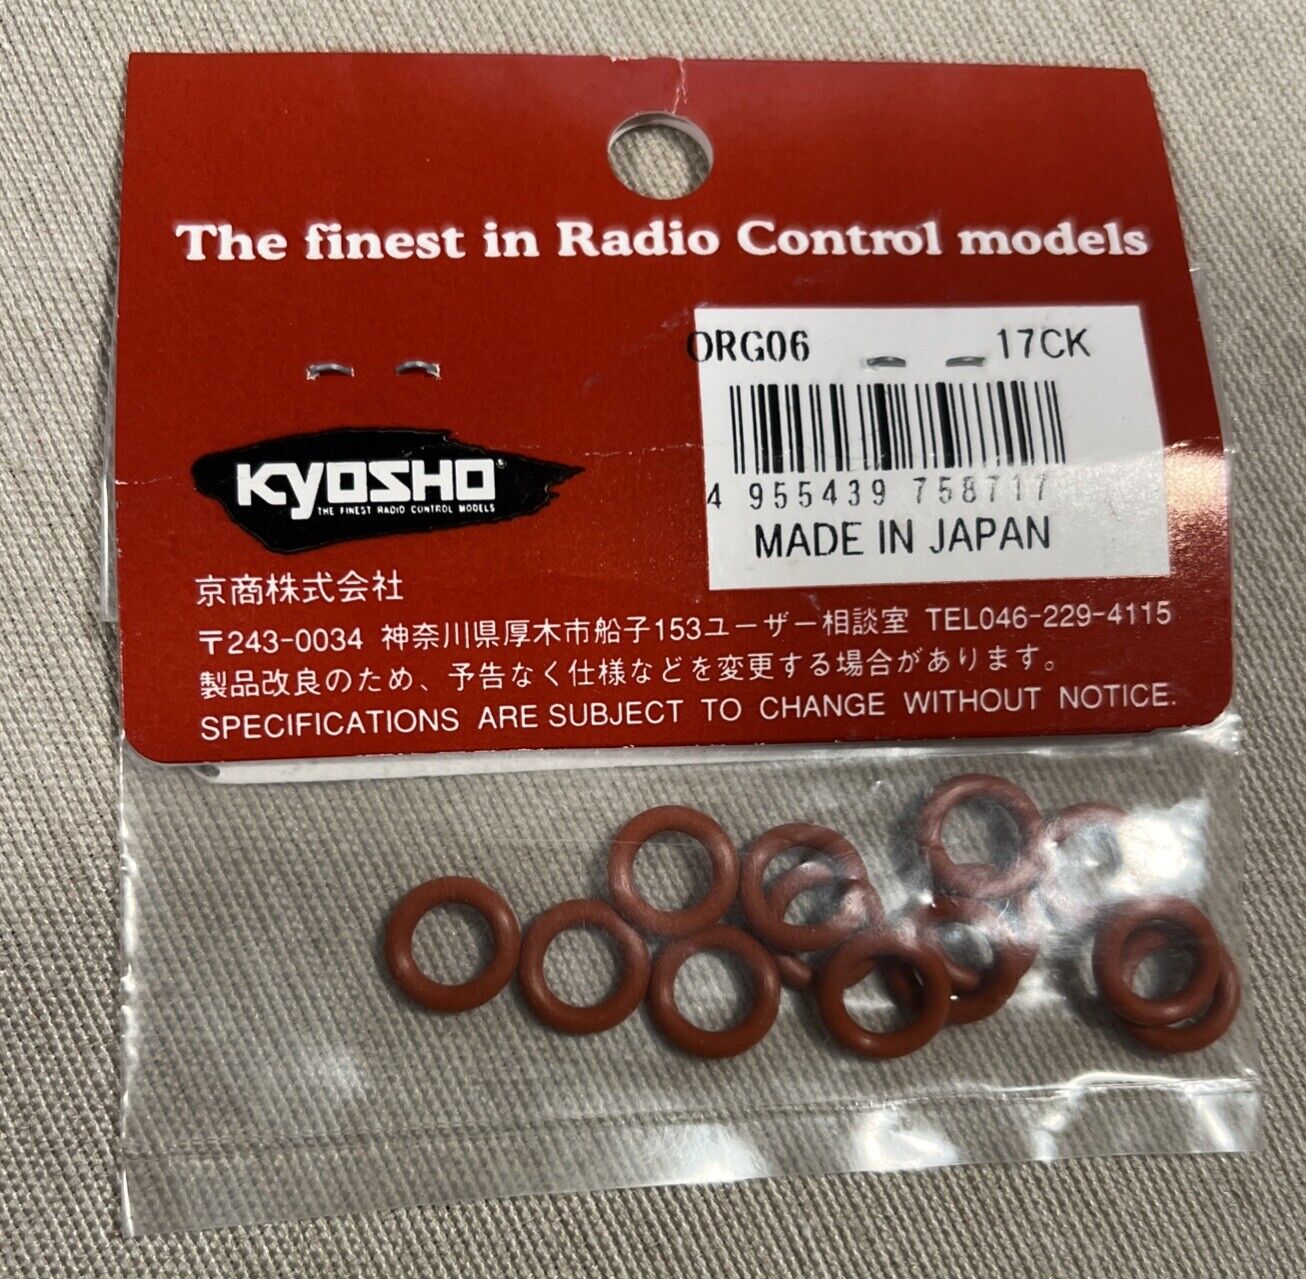 The finest in Radio Control models
ORG06 17CK
4 955439 758717
MADE IN JAPAN
KYOSHO®
THE FINEST RADIO CONTROL MODELS
京商株式会社
〒243-0034 神奈川県厚木市船子153ユーザー相談室 TEL046-229-4115
製品改良のため、予告なく仕様などを変更する場合があります。
SPECIFICATIONS ARE SUBJECT TO CHANGE WITHOUT NOTICE.